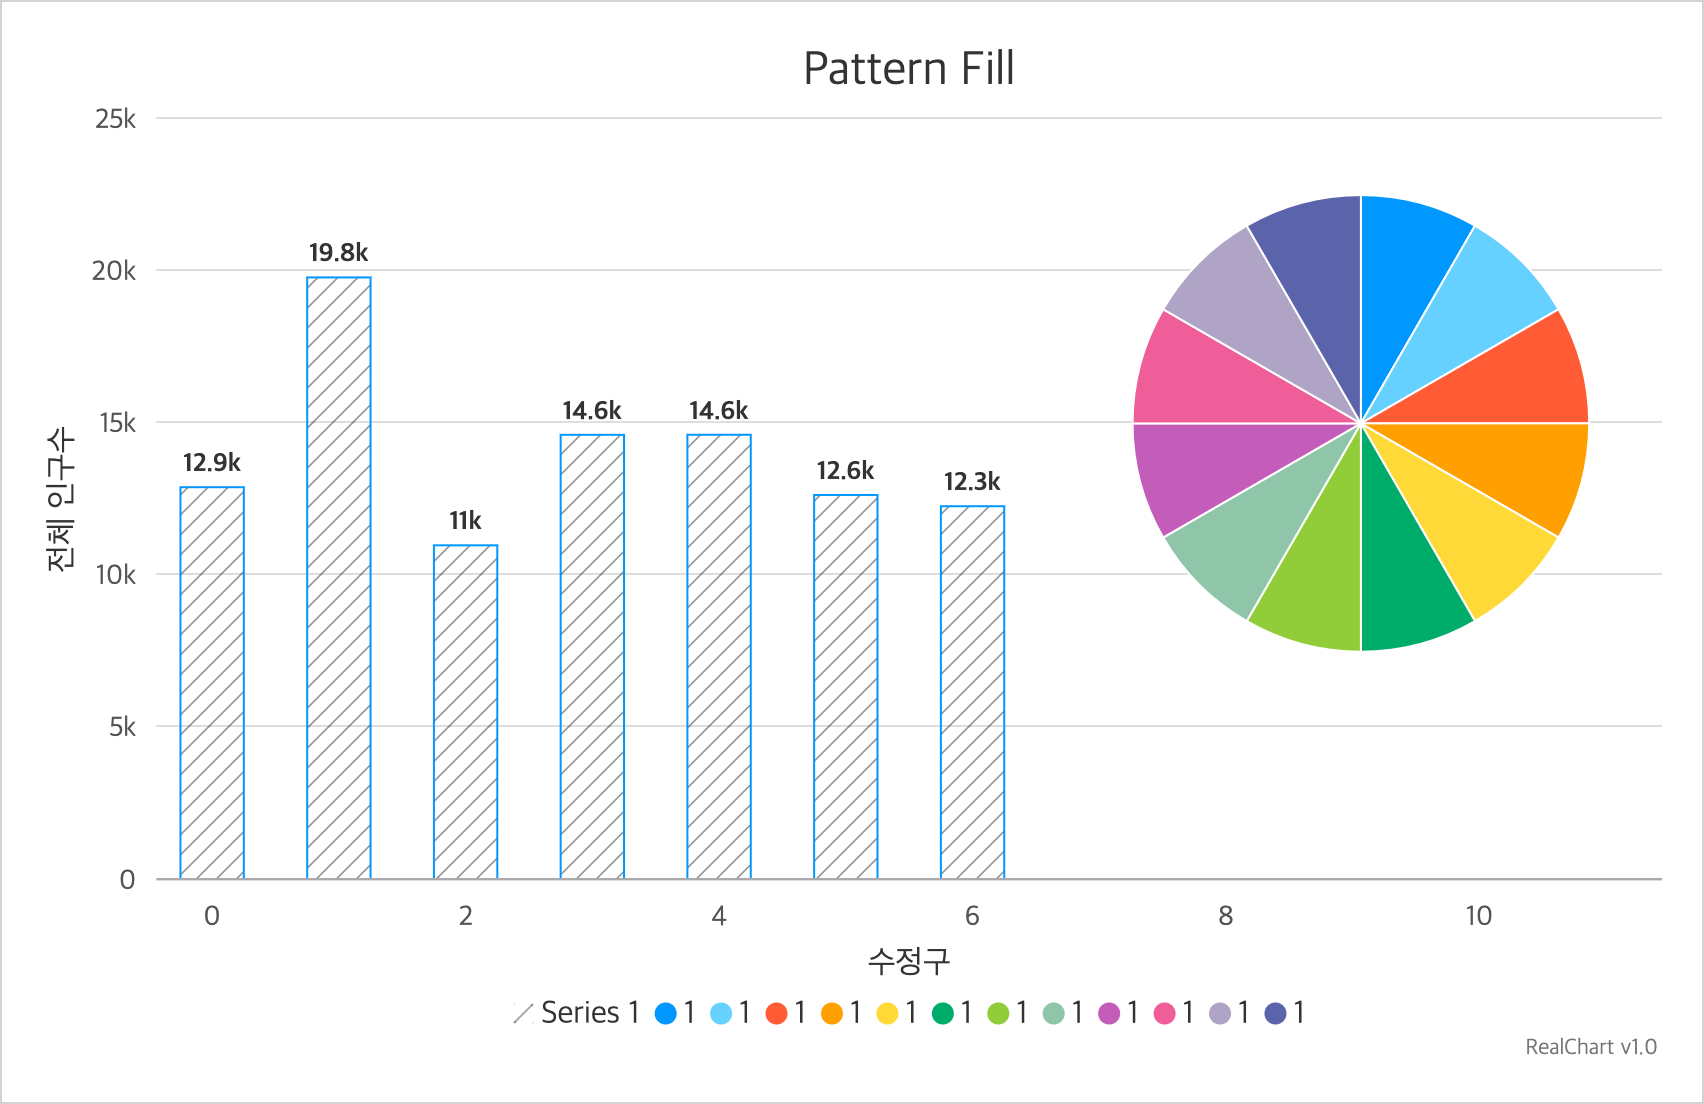 Pattern Fill
25k
20k
15k
10k
5k
0
전체 인구수
12.9k
19.8k
11k
14.6k
14.6k
12.6k
12.3k
0 2 4 6 8 10
수정구
Series 1 1 1 1 1 1 1 1 1 1 1 1 1
RealChart v1.0